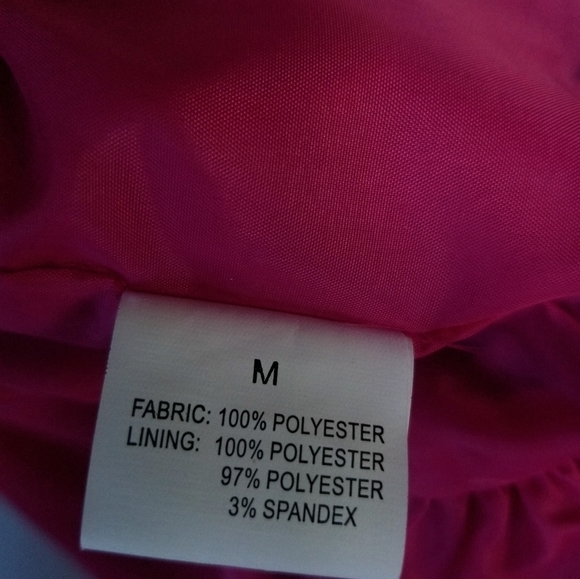 M
FABRIC: 100% POLYESTER
LINING: 100% POLYESTER
97% POLYESTER
3% SPANDEX